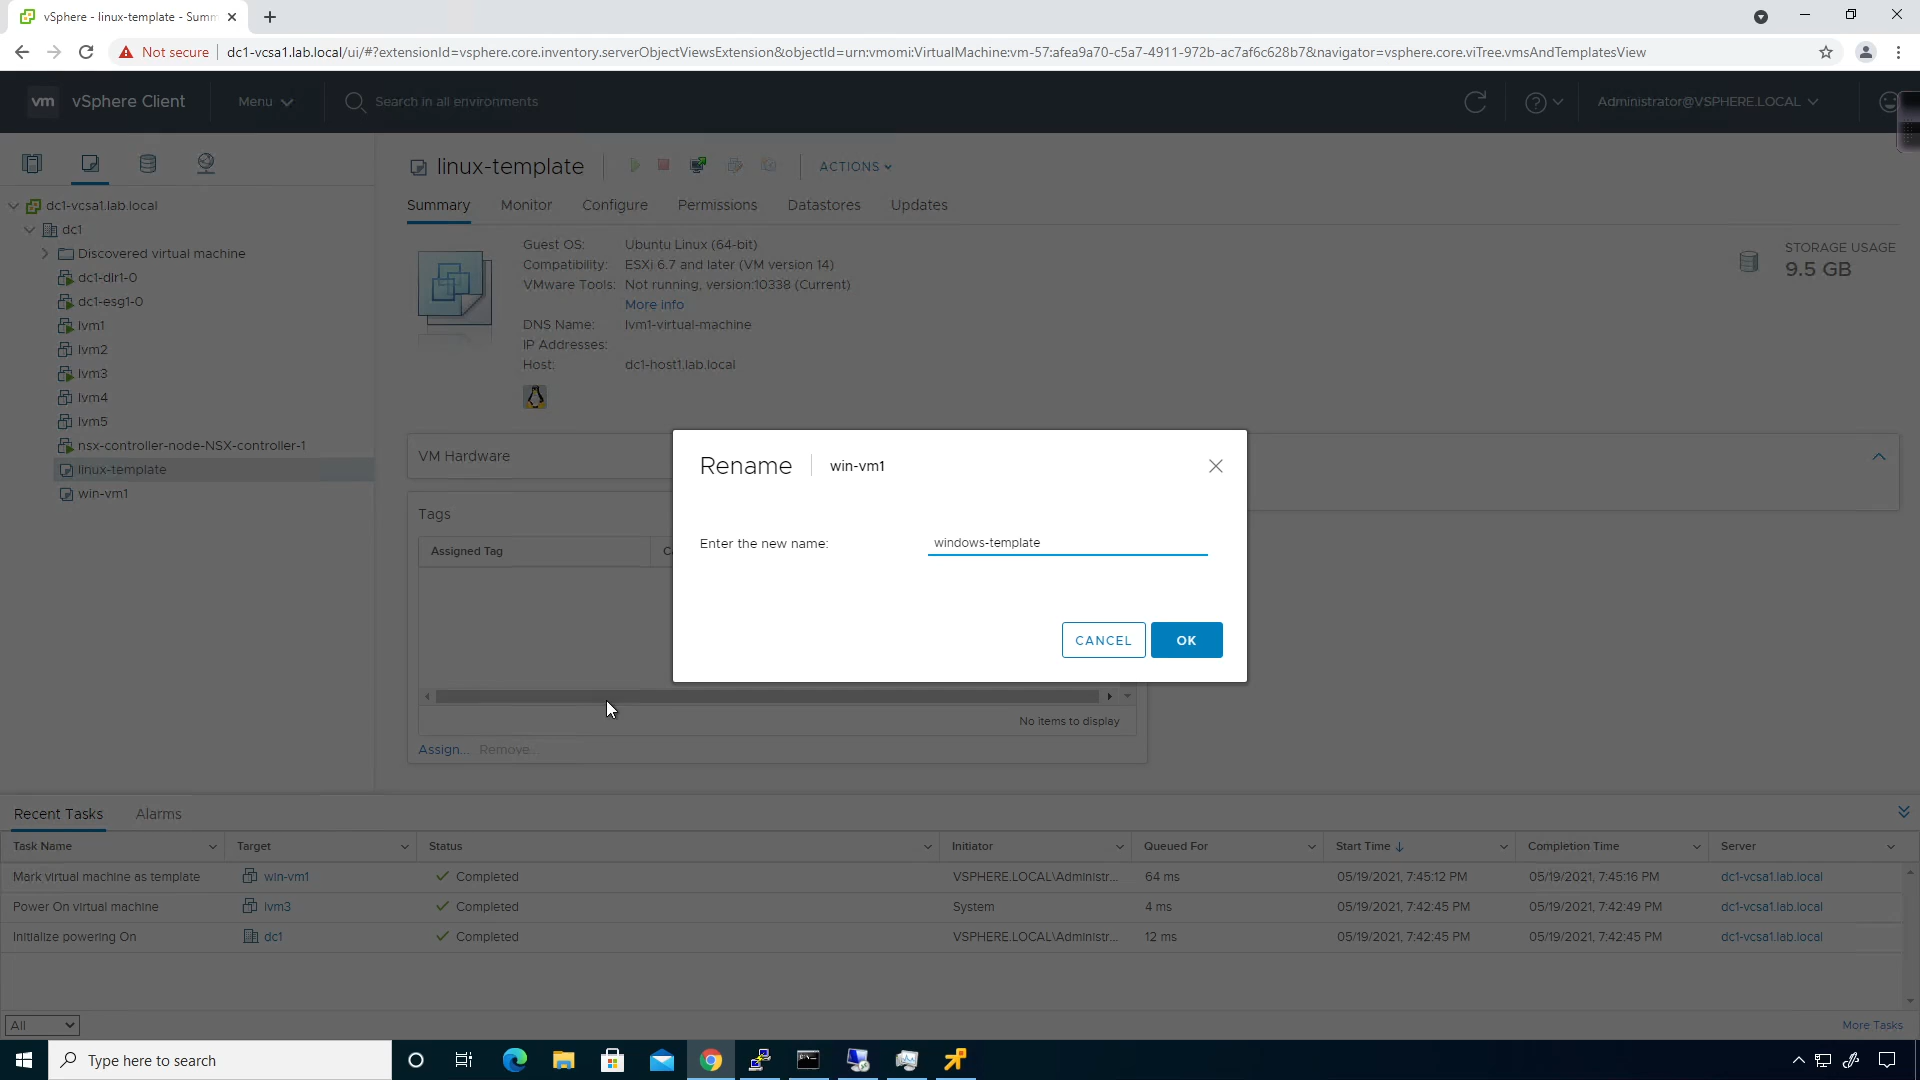 vSphere - linux-template - Summ
Not secure
dc1-vcsa1.lab.local/ui/#?extensionId=vsphere.core.inventory.serverObjectViewsExtension&objectId=urn:vmomi:VirtualMachine:vm-57:afea9a70-c5a7-4911-972b-ac7af6c628b7&navigator=vsphere.core.viTree.vmsAndTemplatesView
vm vSphere Client
Menu
Search in all environments
Administrator@VSPHERE.LOCAL
linux-template
ACTIONS
Summary Monitor Configure Permissions Datastores Updates
dc1-vcsa1.lab.local
dc1
Discovered virtual machine
dc1-dlr1-0
dc1-esg1-0
lvm1
lvm2
lvm3
lvm4
lvm5
nsx-controller-node-NSX-controller-1
linux-template
win-vm1
Guest OS: Ubuntu Linux (64-bit)
Compatibility: ESXi 6.7 and later (VM version 14)
VMware Tools: Not running, version:10338 (Current)
More info
DNS Name: lvm1-virtual-machine
IP Addresses:
Host: dc1-host1.lab.local
STORAGE USAGE
9.5 GB
VM Hardware
Tags
Assigned Tag
C
No items to display
Assign... Remove...
Rename win-vm1
Enter the new name: windows-template
CANCEL OK
Recent Tasks Alarms
Task Name Target Status Initiator Queued For Start Time Completion Time Server
Mark virtual machine as template win-vm1 Completed VSPHERE.LOCAL\Administr... 64 ms 05/19/2021, 7:45:12 PM 05/19/2021, 7:45:16 PM dc1-vcsa1.lab.local
Power On virtual machine lvm3 Completed System 4 ms 05/19/2021, 7:42:45 PM 05/19/2021, 7:42:49 PM dc1-vcsa1.lab.local
Initialize powering On dc1 Completed VSPHERE.LOCAL\Administr... 12 ms 05/19/2021, 7:42:45 PM 05/19/2021, 7:42:45 PM dc1-vcsa1.lab.local
All
More Tasks
Type here to search